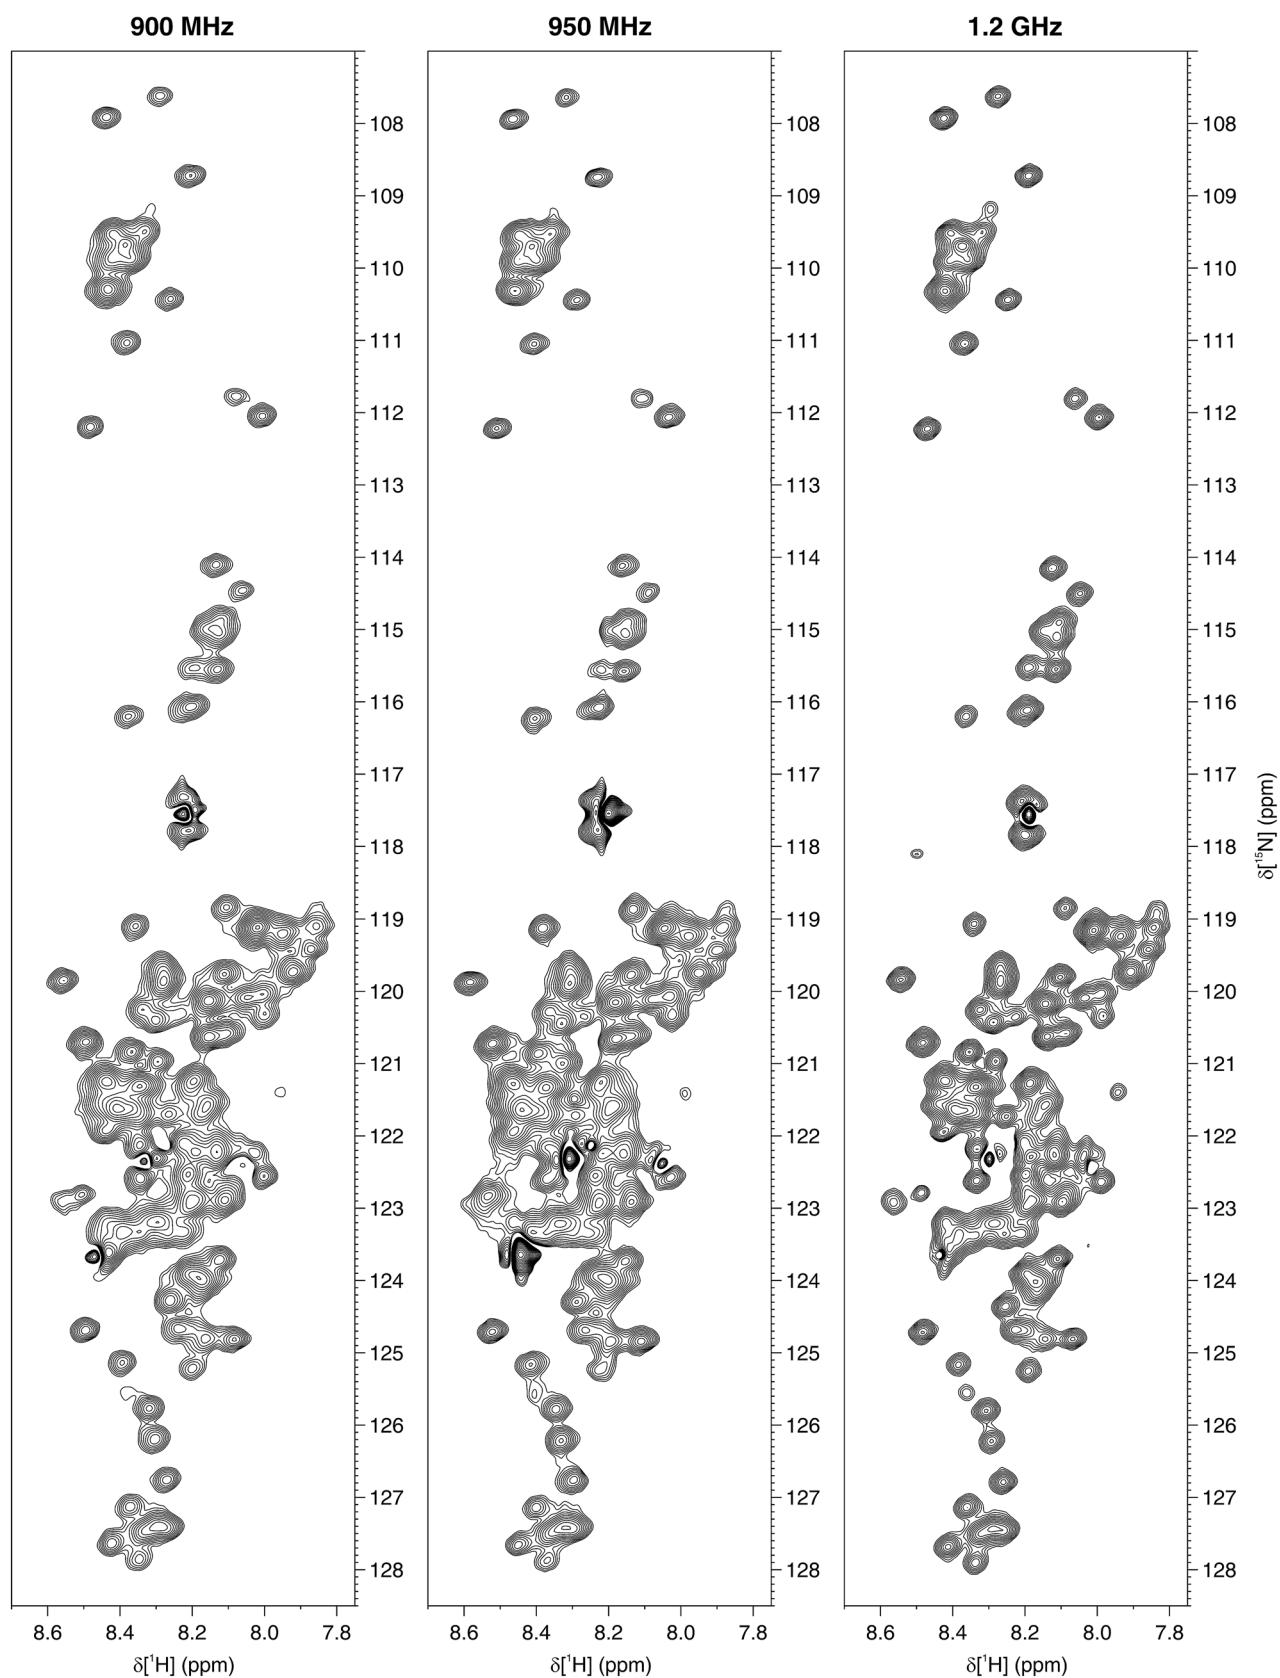 900 MHz 950 MHz 1.2 GHz
108 108 108
109 109 109
110 110 110
111 111 111
112 112 112
113 113 113
114 114 114
115 115 115
116 116 116
117 117 117
118 118 118
119 119 119
120 120 120
121 121 121
122 122 122
123 123 123
124 124 124
125 125 125
126 126 126
127 127 127
128 128 128
δ[¹⁵N] (ppm)
8.6 8.4 8.2 8.0 7.8 8.6 8.4 8.2 8.0 7.8 8.6 8.4 8.2 8.0 7.8
δ[¹H] (ppm) δ[¹H] (ppm) δ[¹H] (ppm)